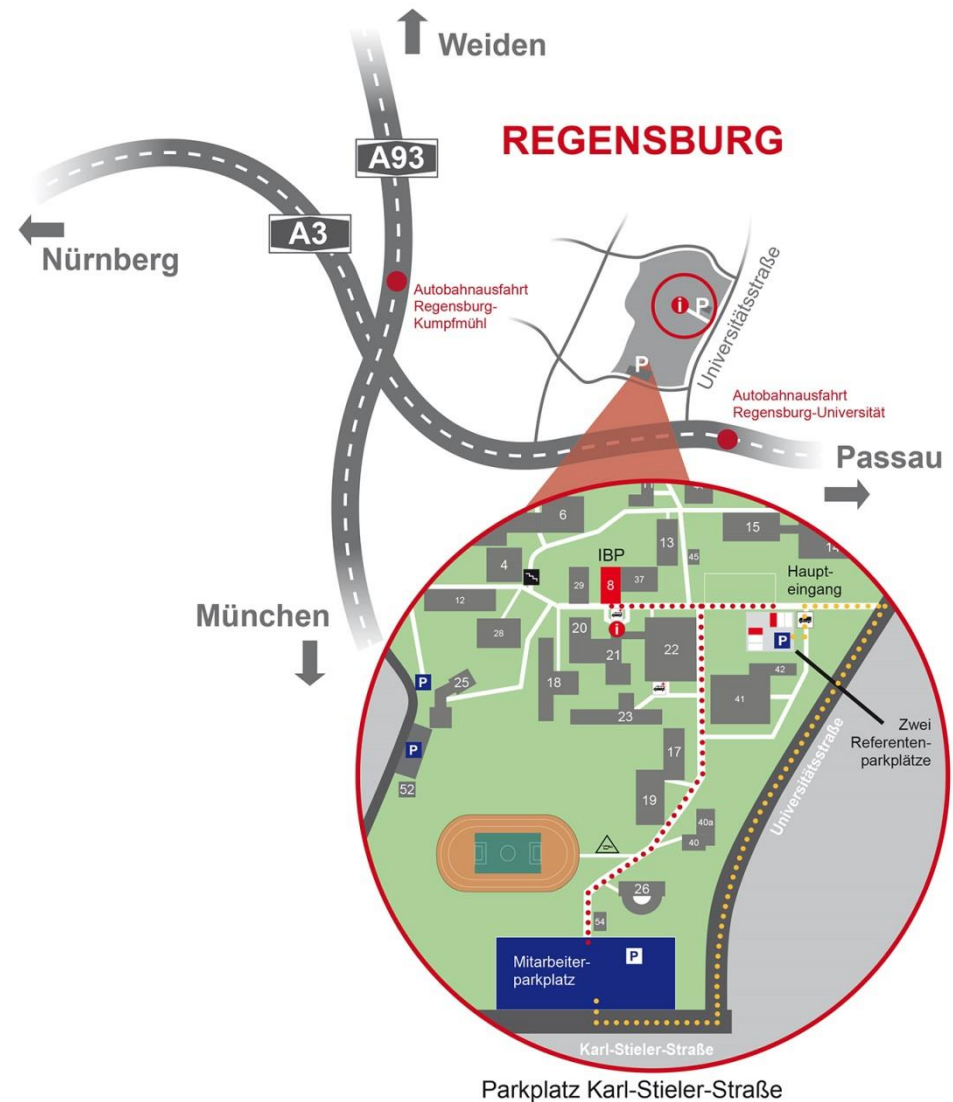 Weiden
REGENSBURG
A93
A3
Nürnberg
Autobahnausfahrt
Regensburg-
Kumpfmühl
i
P
Universitätsstraße
P
Autobahnausfahrt
Regensburg-Universität
Passau
München
6
13
15
14
4
45
IBP
29
8
37
Haupt-
eingang
12
20
i
28
21
22
P
42
P
25
18
41
23
Zwei
Referenten-
parkplätze
P
17
52
19
Universitätsstraße
40a
40
26
54
Mitarbeiter-
parkplatz
P
Karl-Stieler-Straße
Parkplatz Karl-Stieler-Straße